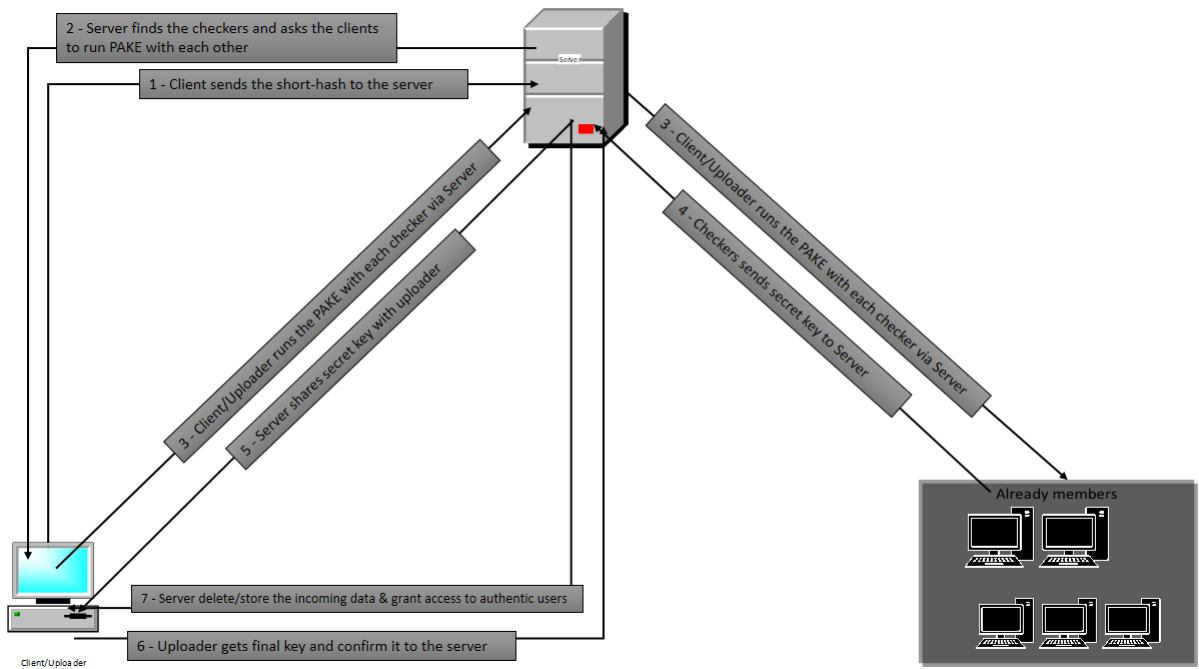 2 - Server finds the checkers and asks the clients
to run PAKE with each other
Server
1 - Client sends the short-hash to the server
3 - Client/Uploader runs the PAKE with each checker via Server
3 - Client/Uploader runs the PAKE with each checker via Server
4 - Checkers sends secret key to Server
5 - Server shares secret key with uploader
Already members
7 - Server delete/store the incoming data & grant access to authentic users
6 - Uploader gets final key and confirm it to the server
Client/Uploader